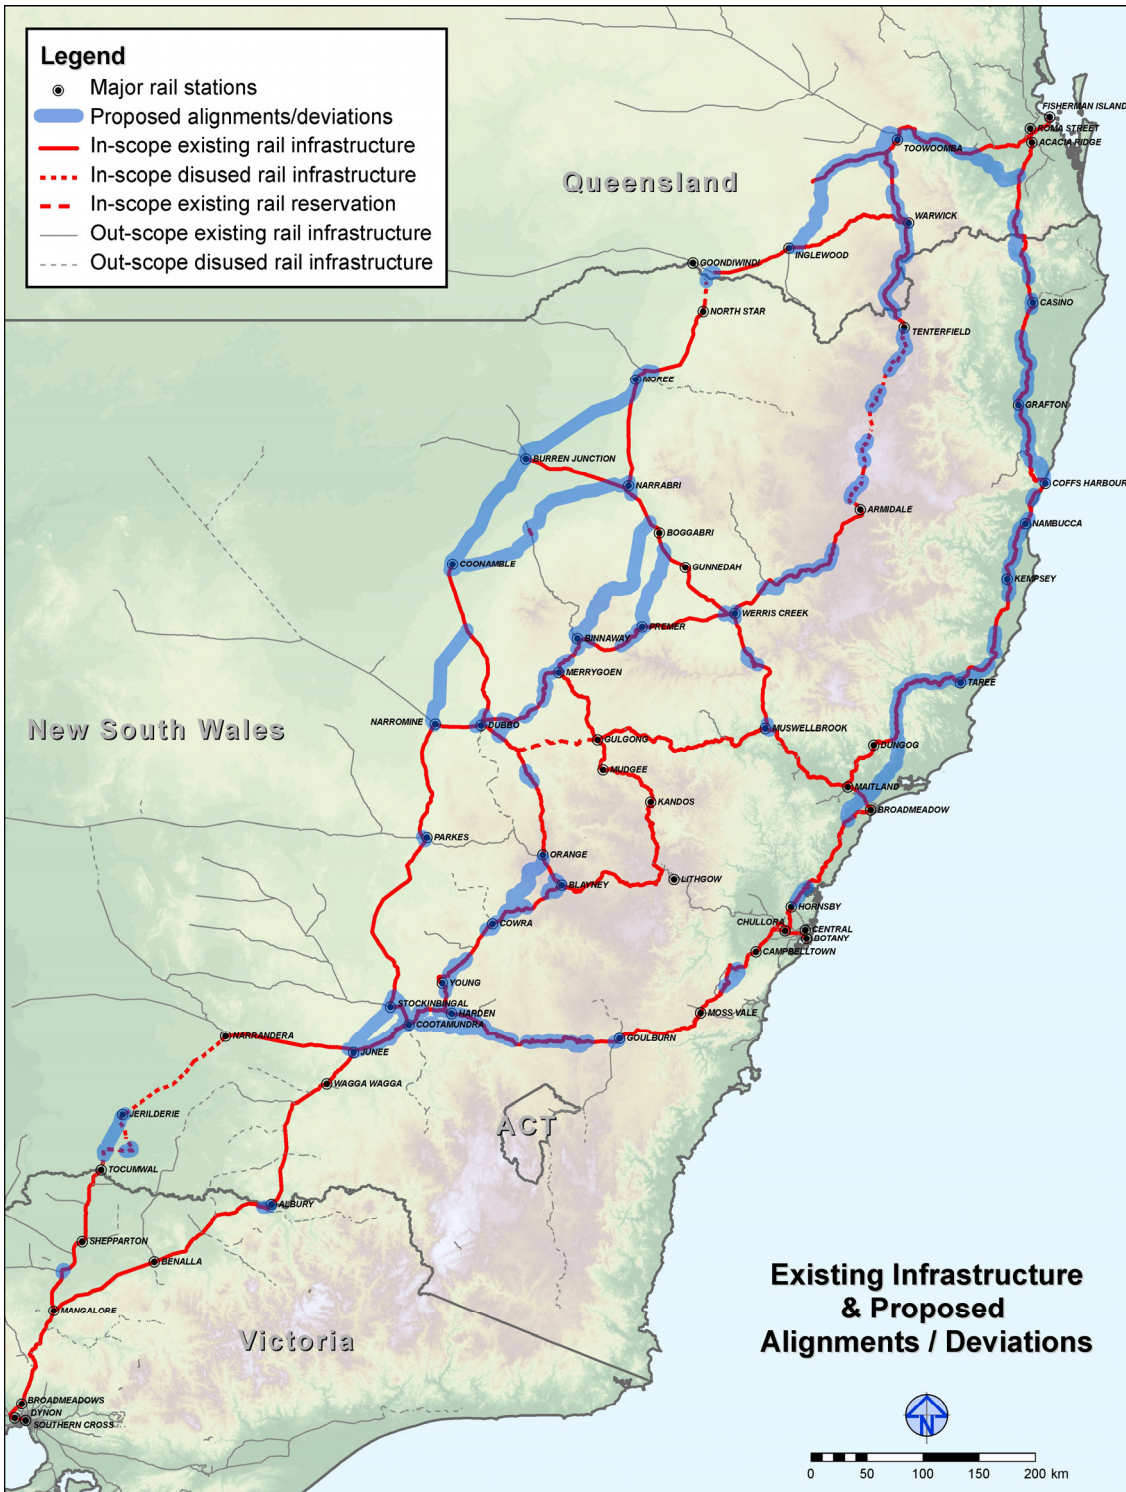 Legend
Major rail stations
Proposed alignments/deviations
In-scope existing rail infrastructure
In-scope disused rail infrastructure
In-scope existing rail reservation
Out-scope existing rail infrastructure
Out-scope disused rail infrastructure
FISHERMAN ISLAND
ROMA STREET
ACACIA RIDGE
TOOWOOMBA
Queensland
WARWICK
INGLEWOOD
GOONDIWINDI
CASINO
NORTH STAR
TENTERFIELD
MOREE
GRAFTON
BURREN JUNCTION
NARRABRI
COFFS HARBOUR
ARMIDALE
NAMBUCCA
BOGGABRI
COONAMBLE
GUNNEDAH
KEMPSEY
WERRIS CREEK
PREMER
BINNAWAY
MERRYGOEN
TAREE
NARROMINE
DUBBO
MUSWELLBROOK
New South Wales
GULGONG
DUNGOG
MUDGEE
MAITLAND
KANDOS
BROADMEADOW
PARKES
ORANGE
BLAYNEY
LITHGOW
HORNSBY
COWRA
CHULLORA
CENTRAL
BOTANY
CAMPBELLTOWN
YOUNG
STOCKINBINGAL
HARDEN
MOSS VALE
COOTAMUNDRA
NARRANDERA
GOULBURN
JUNEE
WAGGA WAGGA
JERILDERIE
ACT
TOCUMWAL
ALBURY
SHEPPARTON
BENALLA
Existing Infrastructure
& Proposed
Alignments / Deviations
MANGALORE
Victoria
BROADMEADOWS
DYNON
SOUTHERN CROSS
N
0 50 100 150 200 km